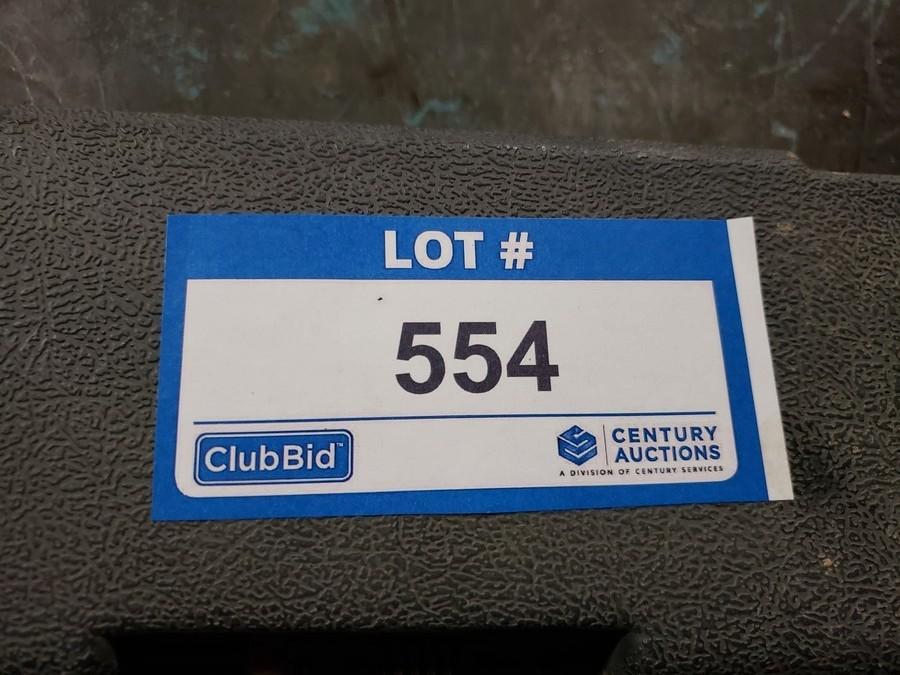 LOT #
554
ClubBid™
CENTURY
AUCTIONS
A DIVISION OF CENTURY SERVICES